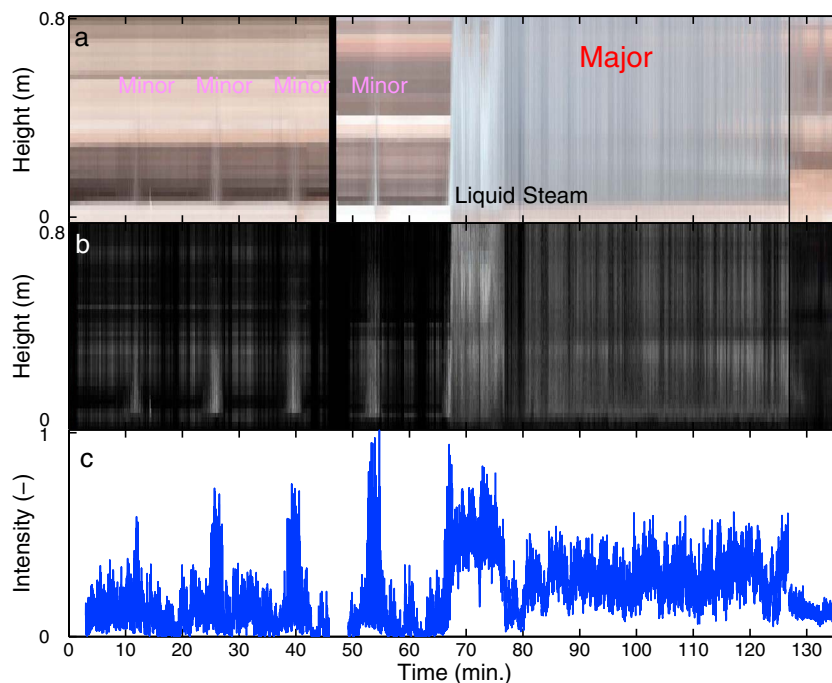 0.8
a
Minor Minor Minor Minor
Major
Height (m)
Liquid Steam
0
0.8
b
Height (m)
0
1
c
Intensity (–)
0
0 10 20 30 40 50 60 70 80 90 100 110 120 130
Time (min.)